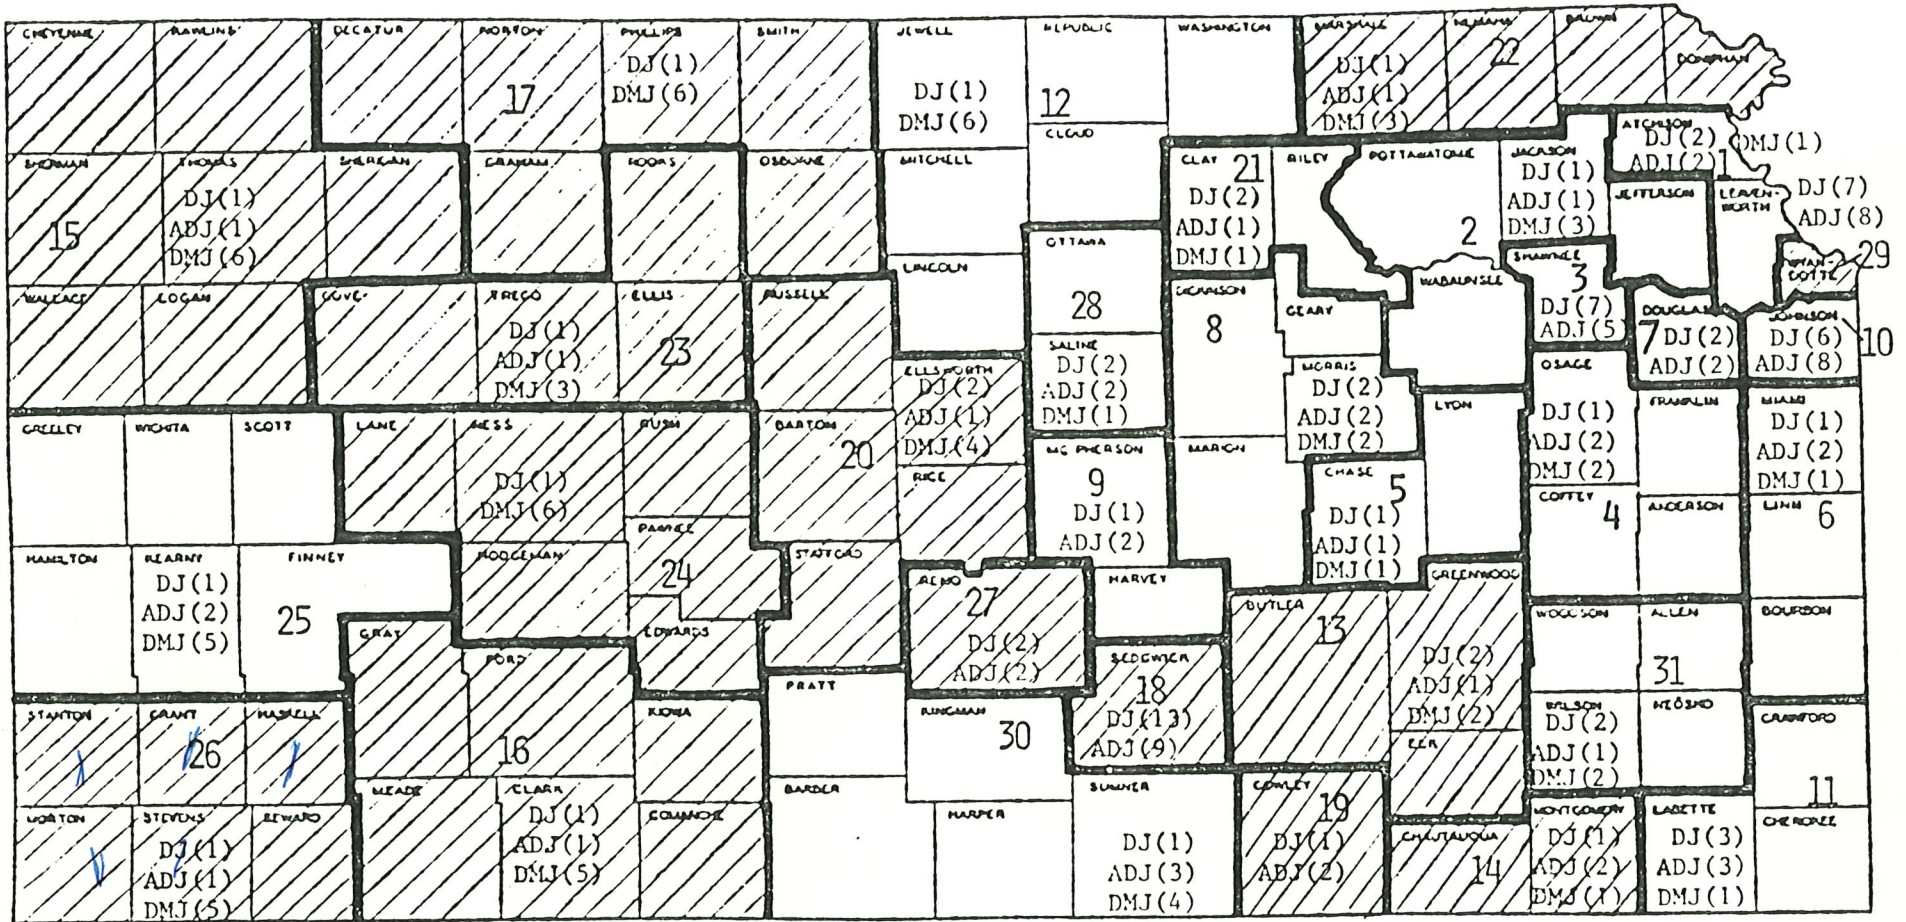 CHEYENNE
RAWLINS
DECATUR
NORTON
17
PHILLIPS
DJ(1)
DMJ(6)
SMITH
JEWELL
DJ(1)
DMJ(6)
REPUBLIC
12
WASHINGTON
MARSHALL
DJ(1)
ADJ(1)
DMJ(3)
NEMAHA
22
BROWN
DONIPHAN
CLOUD
MITCHELL
SHERMAN
15
THOMAS
DJ(1)
ADJ(1)
DMJ(6)
SHERIDAN
GRAHAM
ROOKS
OSBORNE
CLAY
21
DJ(2)
ADJ(1)
DMJ(1)
RILEY
POTTAWATOMIE
2
JACKSON
DJ(1)
ADJ(1)
DMJ(3)
ATCHISON
DJ(2)
ADJ(2)
DMJ(1)
1
JEFFERSON
LEAVEN-
WORTH
DJ(7)
ADJ(8)
29
WYAN-
DOTTE
LINCOLN
OTTAWA
28
WALLACE
LOGAN
GOVE
TREGO
DJ(1)
ADJ(1)
DMJ(3)
ELLIS
23
RUSSELL
DICKINSON
8
GEARY
WABAUNSEE
SHAWNEE
3
DJ(7)
ADJ(5)
DOUGLAS
7
DJ(2)
ADJ(2)
JOHNSON
DJ(6)
ADJ(8)
10
ELLSWORTH
DJ(2)
ADJ(1)
DMJ(4)
SALINE
DJ(2)
ADJ(2)
DMJ(1)
MORRIS
DJ(2)
ADJ(2)
DMJ(2)
LYON
OSAGE
DJ(1)
ADJ(2)
DMJ(2)
FRANKLIN
MIAMI
DJ(1)
ADJ(2)
DMJ(1)
GREELEY
WICHITA
SCOTT
LANE
NESS
DJ(1)
DMJ(6)
RUSH
BARTON
20
RICE
MC PHERSON
9
DJ(1)
ADJ(2)
MARION
CHASE
5
DJ(1)
ADJ(1)
DMJ(1)
COFFEY
4
ANDERSON
LINN
6
HAMILTON
KEARNY
DJ(1)
ADJ(2)
DMJ(5)
FINNEY
25
HODGEMAN
PAWNEE
24
STAFFORD
EDWARDS
RENO
27
DJ(2)
ADJ(2)
HARVEY
BUTLER
13
GREENWOOD
DJ(2)
ADJ(1)
DMJ(2)
WOODSON
ALLEN
31
BOURBON
GRAY
FORD
16
SEDGWICK
18
DJ(13)
ADJ(9)
STANTON
GRANT
26
HASKELL
KIOWA
PRATT
KINGMAN
30
ELK
WILSON
DJ(2)
ADJ(1)
DMJ(2)
NEOSHO
CRAWFORD
11
MORTON
STEVENS
DJ(1)
ADJ(1)
DMJ(5)
SEWARD
MEADE
CLARK
DJ(1)
ADJ(1)
DMJ(5)
COMANCHE
BARBER
HARPER
SUMNER
DJ(1)
ADJ(3)
DMJ(4)
COWLEY
19
DJ(1)
ADJ(2)
CHAUTAUQUA
14
MONTGOMERY
DJ(1)
ADJ(2)
DMJ(1)
LABETTE
DJ(3)
ADJ(3)
DMJ(1)
CHEROKEE